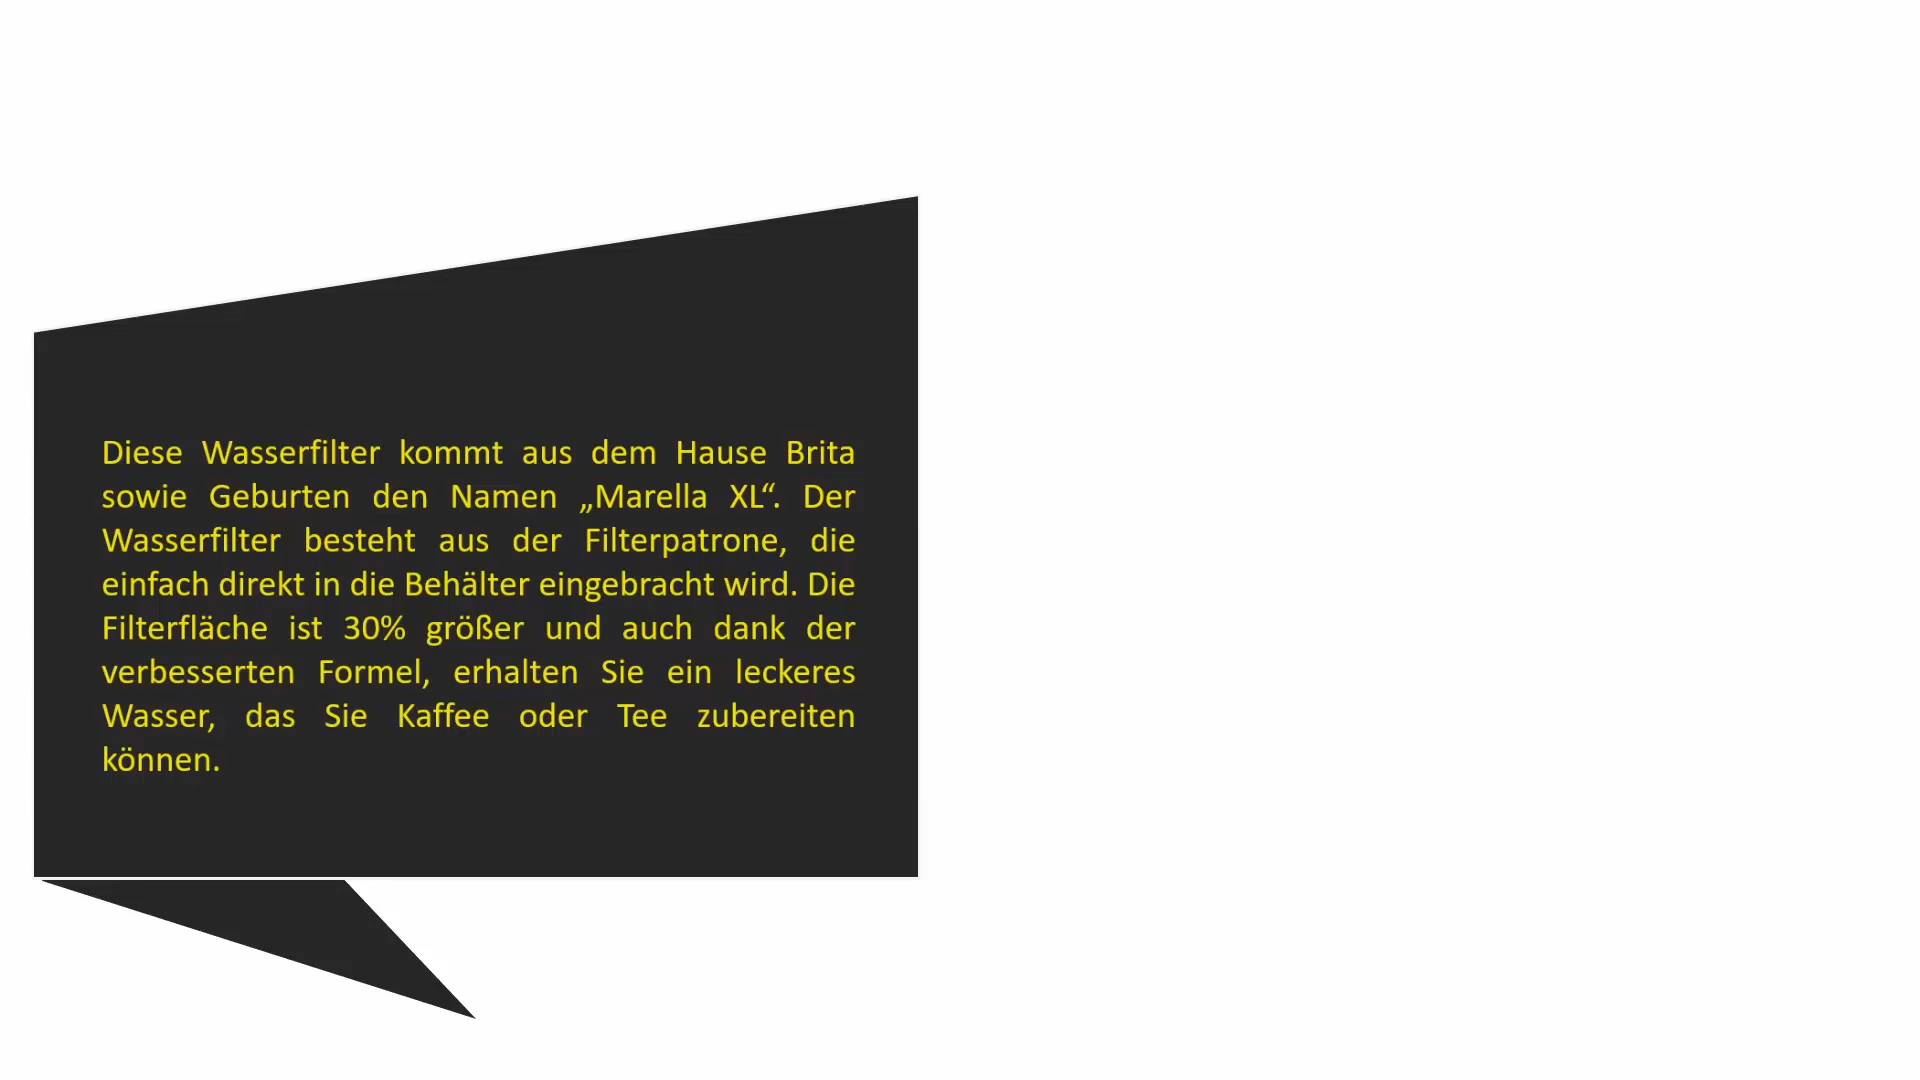 Diese Wasserfilter kommt aus dem Hause Brita
sowie Geburten den Namen „Marella XL“. Der
Wasserfilter besteht aus der Filterpatrone, die
einfach direkt in die Behälter eingebracht wird. Die
Filterfläche ist 30% größer und auch dank der
verbesserten Formel, erhalten Sie ein leckeres
Wasser, das Sie Kaffee oder Tee zubereiten
können.